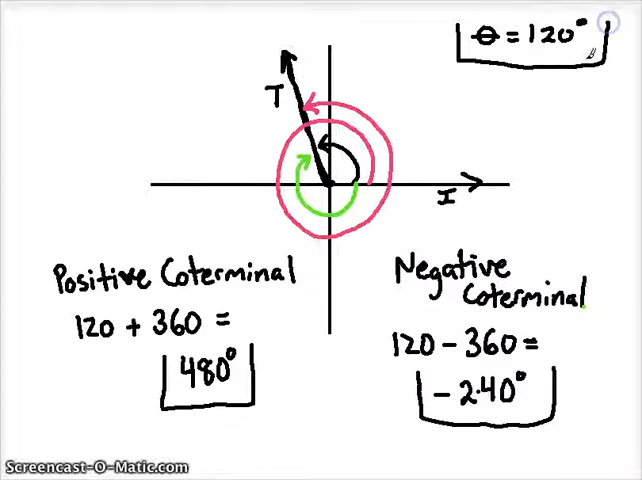 θ = 120°
T
I
Positive Coterminal
120 + 360 =
480°
Negative
Coterminal
120 - 360 =
- 240°
Screencast-O-Matic.com